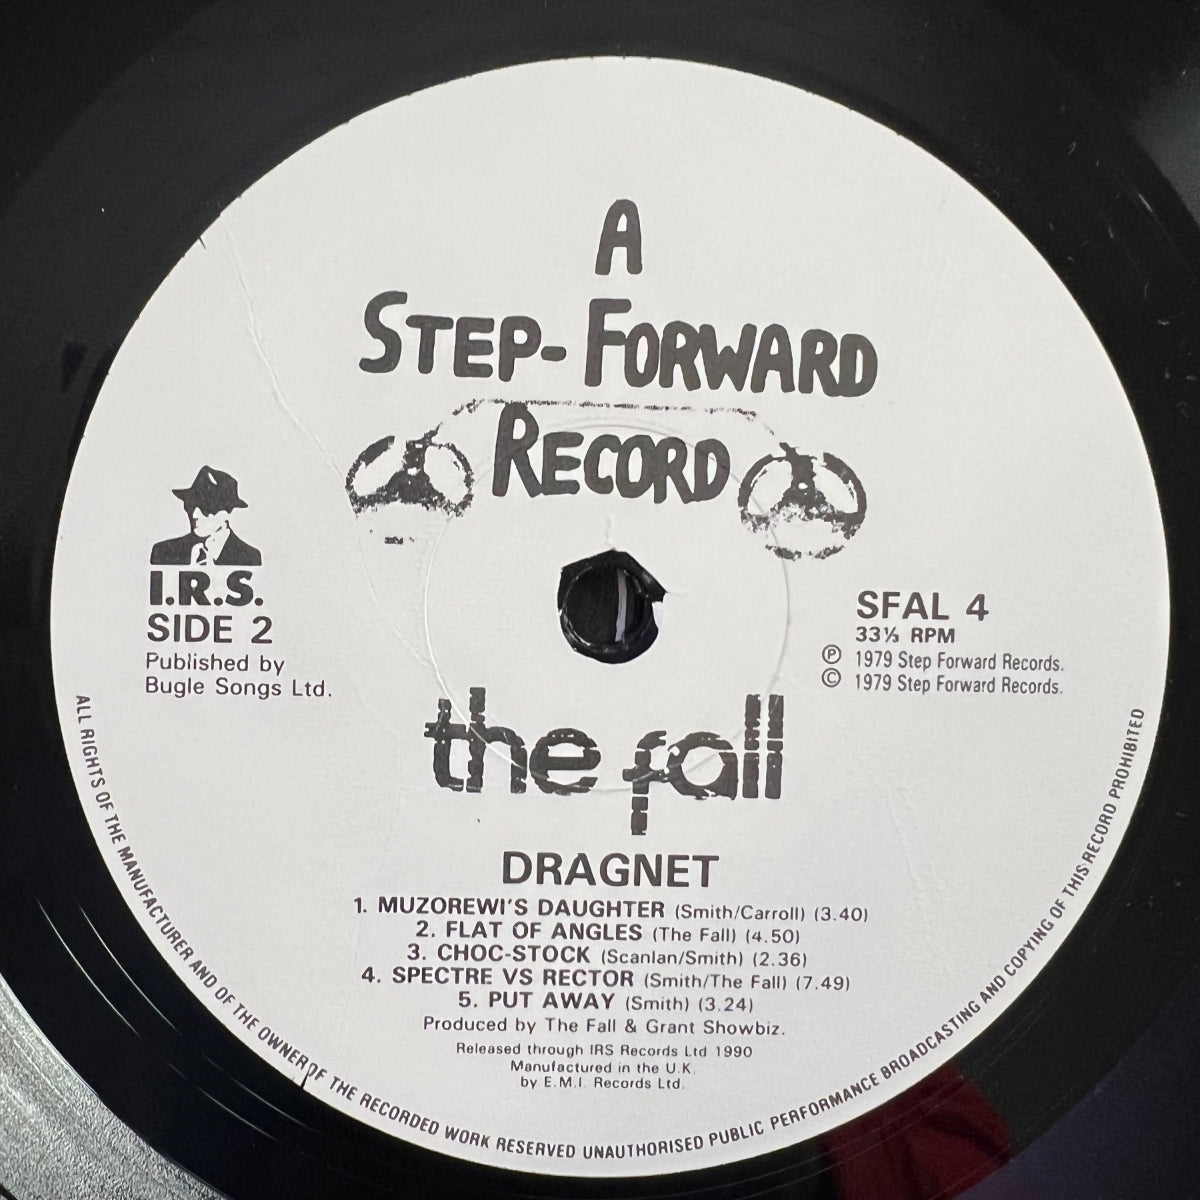 A
STEP-FORWARD
RECORD
I.R.S.
SIDE 2
Published by
Bugle Songs Ltd.
SFAL 4
33⅓ RPM
Ⓟ 1979 Step Forward Records.
© 1979 Step Forward Records.
the fall
DRAGNET
1. MUZOREWI'S DAUGHTER (Smith/Carroll) (3.40)
2. FLAT OF ANGLES (The Fall) (4.50)
3. CHOC-STOCK (Scanlan/Smith) (2.36)
4. SPECTRE VS RECTOR (Smith/The Fall) (7.49)
5. PUT AWAY (Smith) (3.24)
Produced by The Fall & Grant Showbiz.
Released through IRS Records Ltd 1990
Manufactured in the U.K.
by E.M.I. Records Ltd.
ALL RIGHTS OF THE MANUFACTURER AND OF THE OWNER OF THE RECORDED WORK RESERVED UNAUTHORISED PUBLIC PERFORMANCE BROADCASTING AND COPYING OF THIS RECORD PROHIBITED